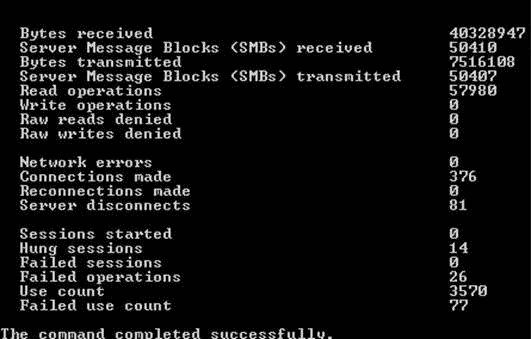 Bytes received 40328947
Server Message Blocks (SMBs) received 50410
Bytes transmitted 7516108
Server Message Blocks (SMBs) transmitted 50407
Read operations 57980
Write operations 0
Raw reads denied 0
Raw writes denied 0
Network errors 0
Connections made 376
Reconnections made 0
Server disconnects 81
Sessions started 0
Hung sessions 14
Failed sessions 0
Failed operations 26
Use count 3570
Failed use count 77
The command completed successfully.